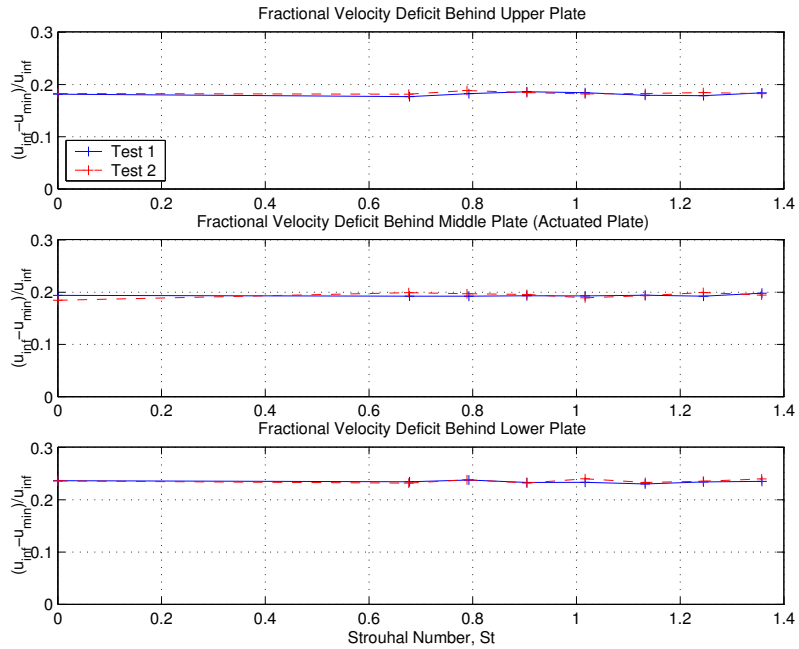 Fractional Velocity Deficit Behind Upper Plate
0.3
0.2
0.1
0
(u_inf−u_min)/u_inf
Test 1
Test 2
0 0.2 0.4 0.6 0.8 1 1.2 1.4
Fractional Velocity Deficit Behind Middle Plate (Actuated Plate)
0.3
0.2
0.1
0
(u_inf−u_min)/u_inf
0 0.2 0.4 0.6 0.8 1 1.2 1.4
Fractional Velocity Deficit Behind Lower Plate
0.3
0.2
0.1
0
(u_inf−u_min)/u_inf
0 0.2 0.4 0.6 0.8 1 1.2 1.4
Strouhal Number, St